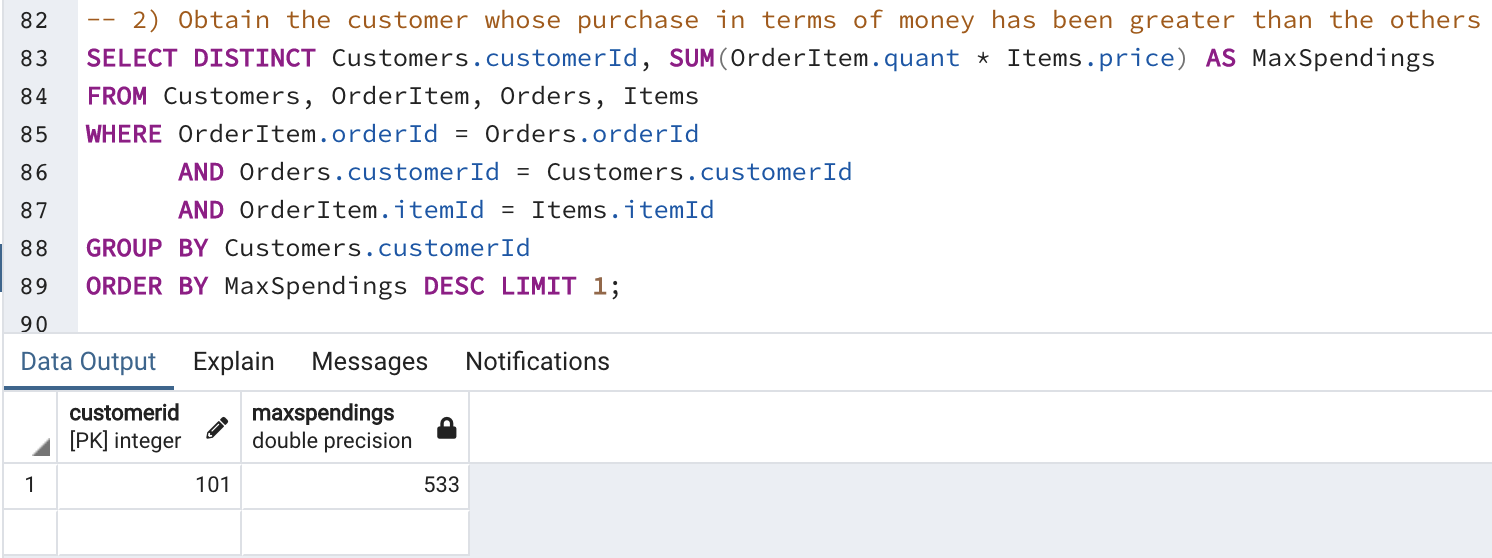 82 -- 2) Obtain the customer whose purchase in terms of money has been greater than the others
83 SELECT DISTINCT Customers.customerId, SUM(OrderItem.quant * Items.price) AS MaxSpendings
84 FROM Customers, OrderItem, Orders, Items
85 WHERE OrderItem.orderId = Orders.orderId
86 AND Orders.customerId = Customers.customerId
87 AND OrderItem.itemId = Items.itemId
88 GROUP BY Customers.customerId
89 ORDER BY MaxSpendings DESC LIMIT 1;
90
Data Output Explain Messages Notifications
customerid maxspendings
[PK] integer double precision
1 101 533